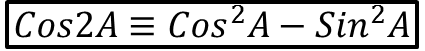 Cos2A ≡ Cos²A − Sin²A